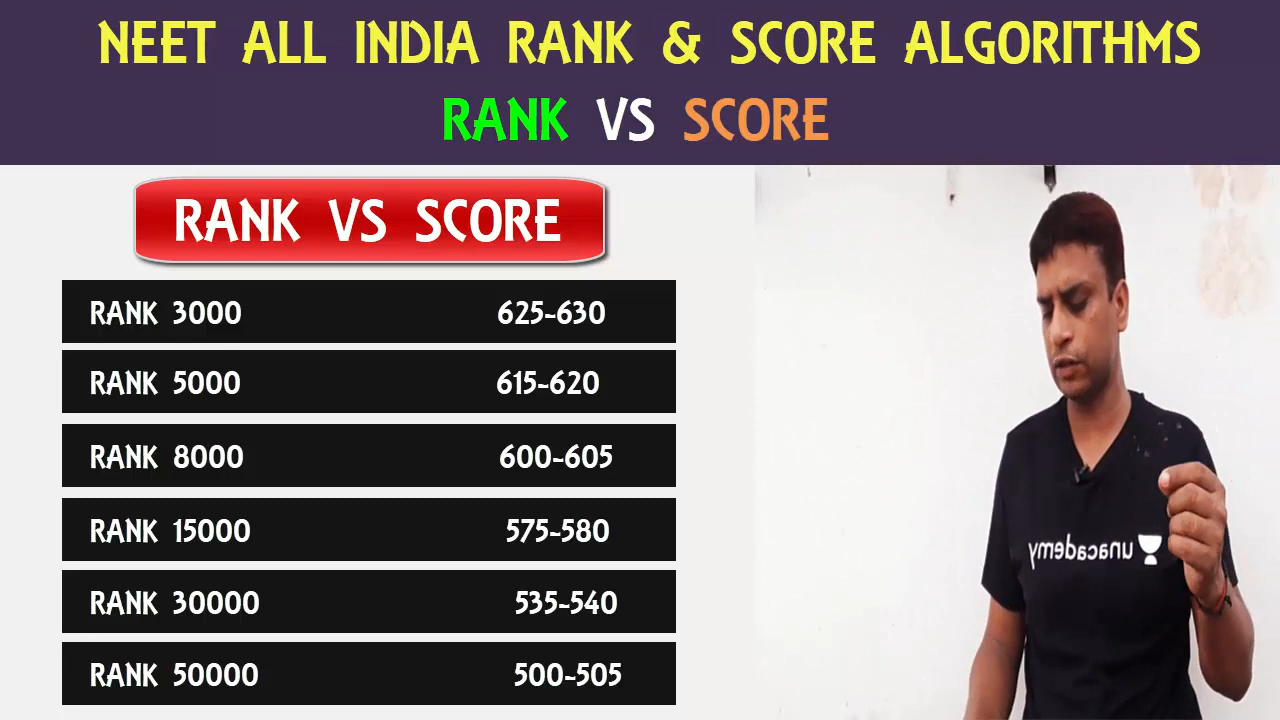 NEET ALL INDIA RANK & SCORE ALGORITHMS
RANK VS SCORE
RANK VS SCORE
RANK 3000 625-630
RANK 5000 615-620
RANK 8000 600-605
RANK 15000 575-580
RANK 30000 535-540
RANK 50000 500-505
unacademy